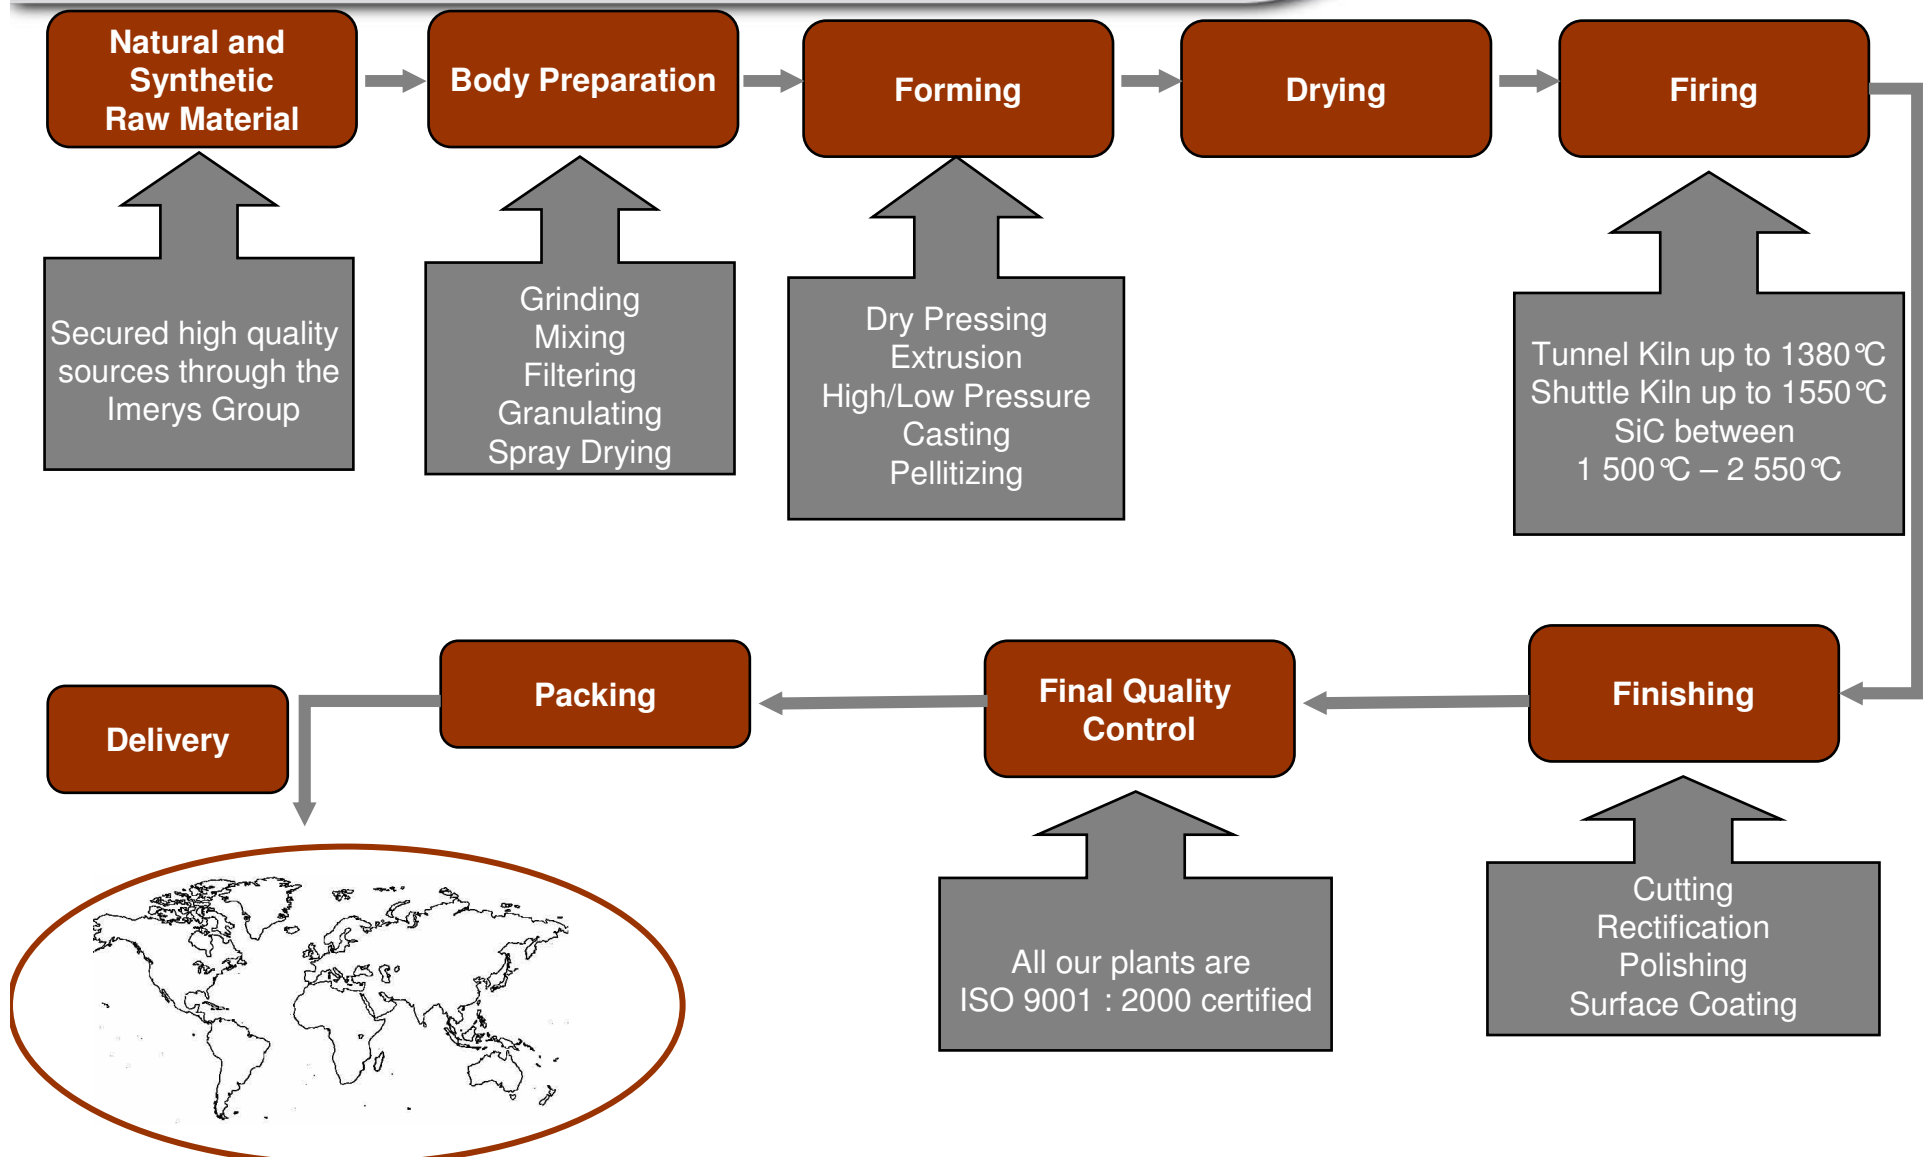 Natural and
Synthetic
Raw Material
Body Preparation
Forming
Drying
Firing
Secured high quality
sources through the
Imerys Group
Grinding
Mixing
Filtering
Granulating
Spray Drying
Dry Pressing
Extrusion
High/Low Pressure
Casting
Pellitizing
Tunnel Kiln up to 1380°C
Shuttle Kiln up to 1550°C
SiC between
1 500°C – 2 550°C
Delivery
Packing
Final Quality
Control
Finishing
All our plants are
ISO 9001 : 2000 certified
Cutting
Rectification
Polishing
Surface Coating